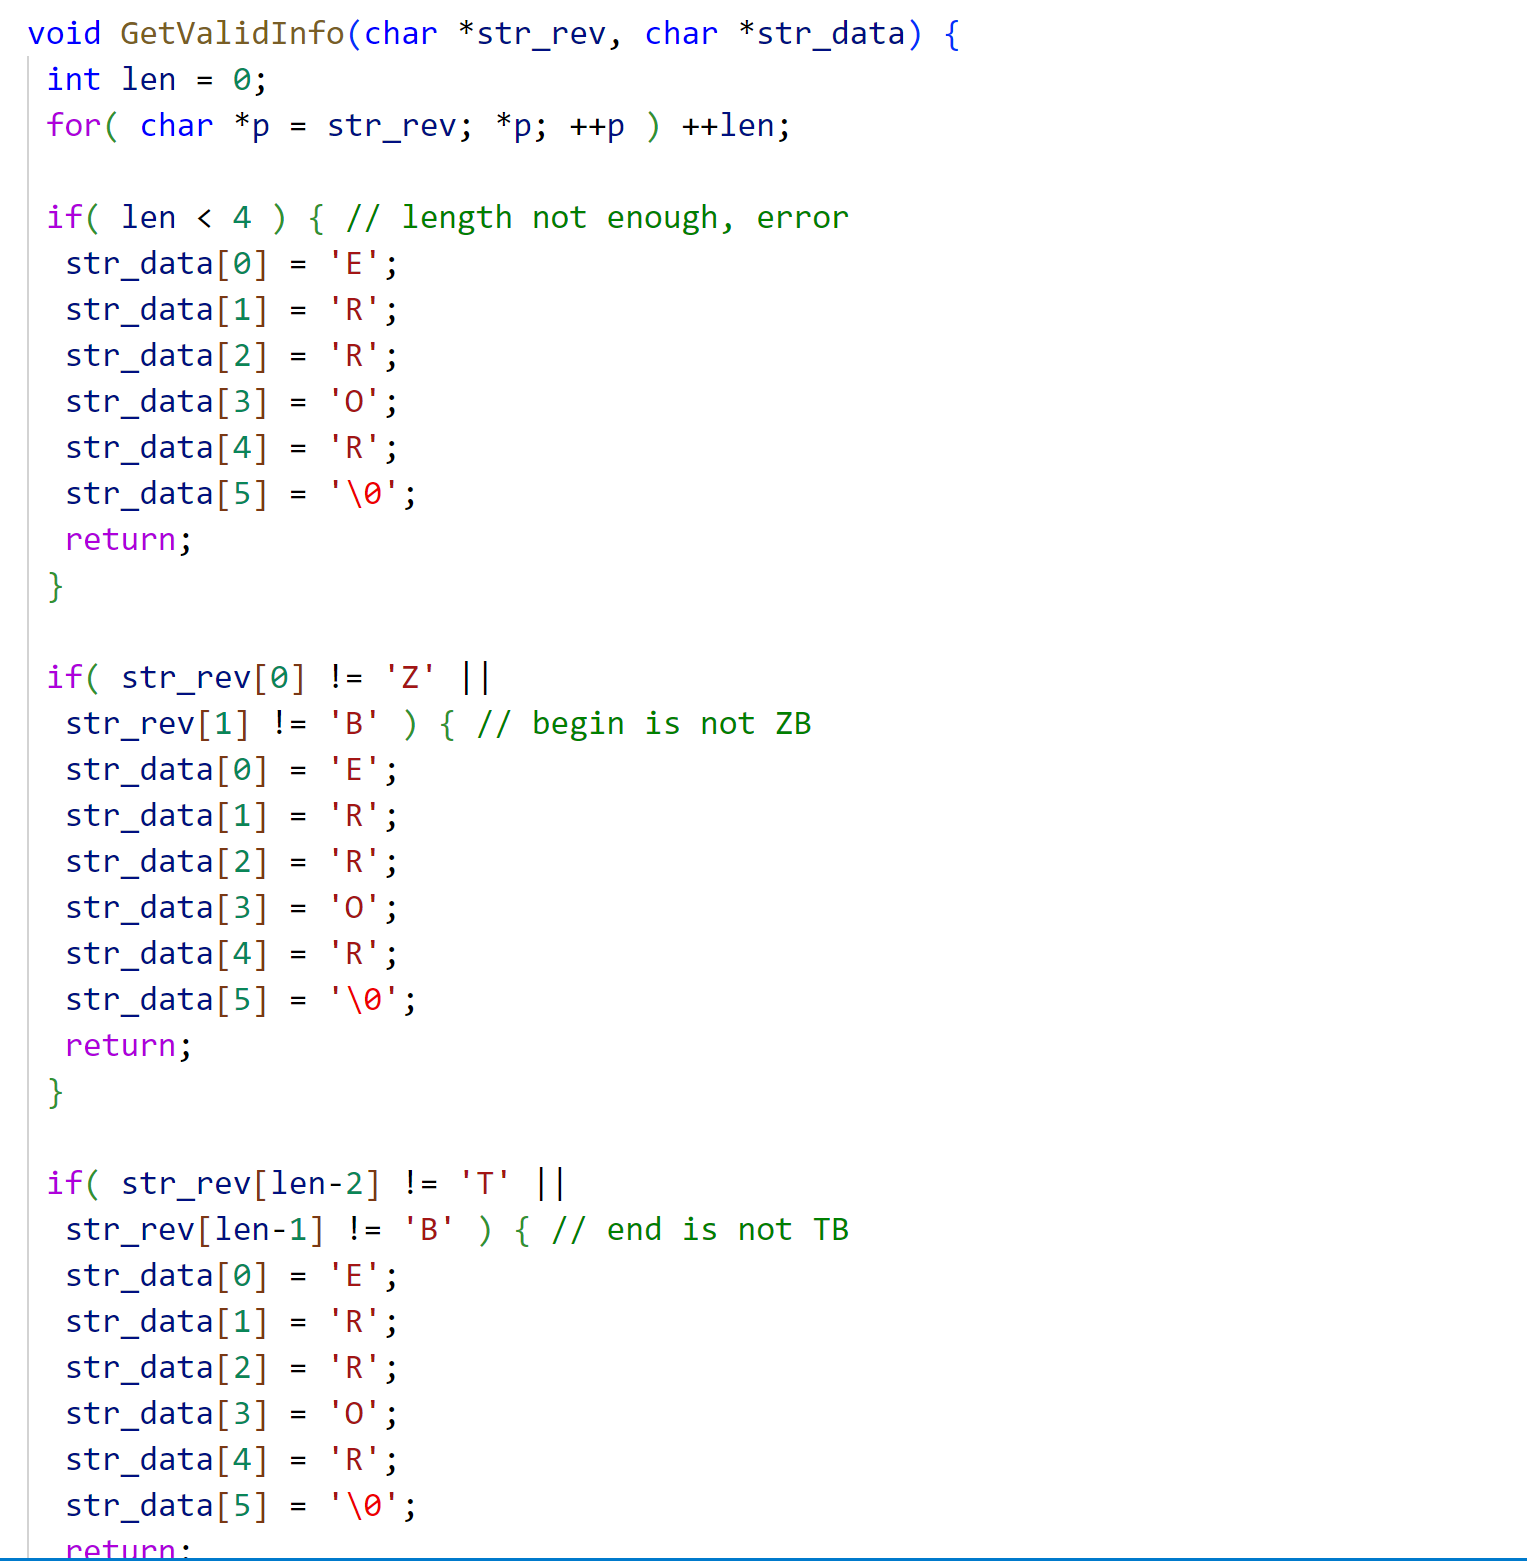 void GetValidInfo(char *str_rev, char *str_data) {
int len = 0;
for( char *p = str_rev; *p; ++p ) ++len;
if( len < 4 ) { // length not enough, error
str_data[0] = 'E';
str_data[1] = 'R';
str_data[2] = 'R';
str_data[3] = 'O';
str_data[4] = 'R';
str_data[5] = '\0';
return;
}
if( str_rev[0] != 'Z' ||
str_rev[1] != 'B' ) { // begin is not ZB
str_data[0] = 'E';
str_data[1] = 'R';
str_data[2] = 'R';
str_data[3] = 'O';
str_data[4] = 'R';
str_data[5] = '\0';
return;
}
if( str_rev[len-2] != 'T' ||
str_rev[len-1] != 'B' ) { // end is not TB
str_data[0] = 'E';
str_data[1] = 'R';
str_data[2] = 'R';
str_data[3] = 'O';
str_data[4] = 'R';
str_data[5] = '\0';
return;